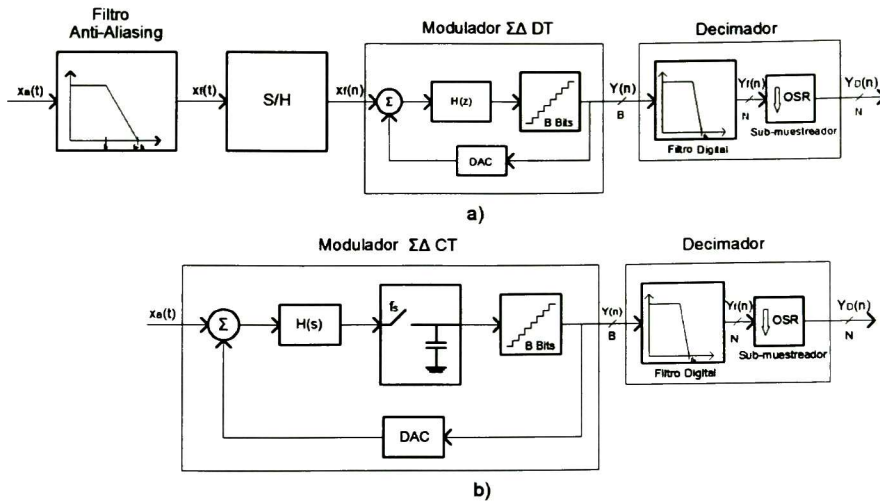 Filtro
Anti-Aliasing
Modulador ΣΔ DT
Decimador
xa(t)
xf(t)
S/H
xf(n)
Σ
H(z)
B Bits
DAC
Y(n)
B
Filtro Digital
Yf(n)
N
OSR
Sub-muestreador
YD(n)
N
a)
Modulador ΣΔ CT
Decimador
xa(t)
Σ
H(s)
fs
B Bits
DAC
Y(n)
B
Filtro Digital
Yf(n)
N
OSR
Sub-muestreador
YD(n)
N
b)